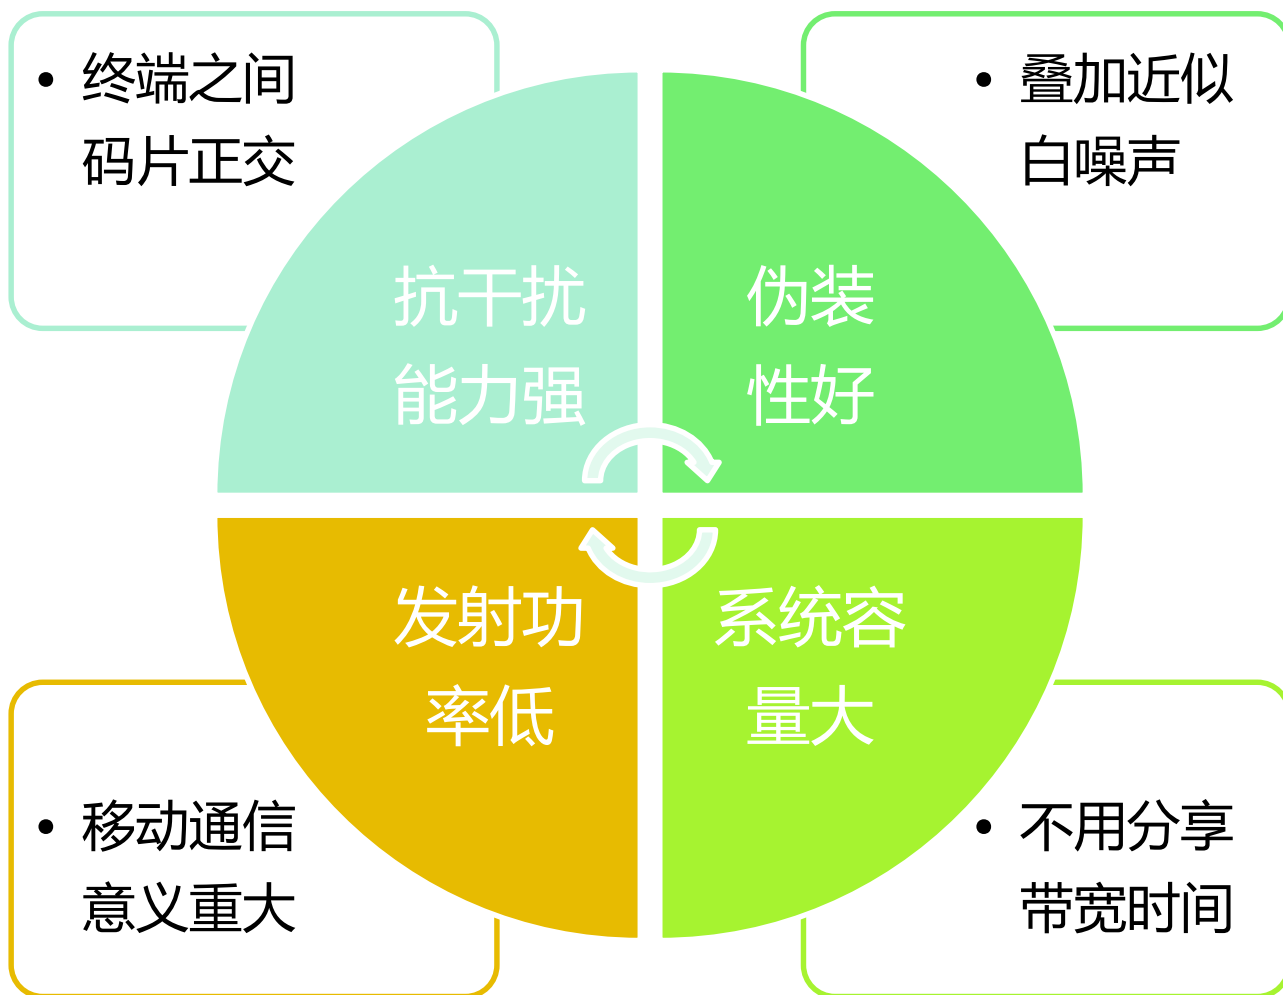 • 终端之间
码片正交
• 叠加近似
白噪声
抗干扰
能力强
伪装
性好
发射功
率低
系统容
量大
• 移动通信
意义重大
• 不用分享
带宽时间